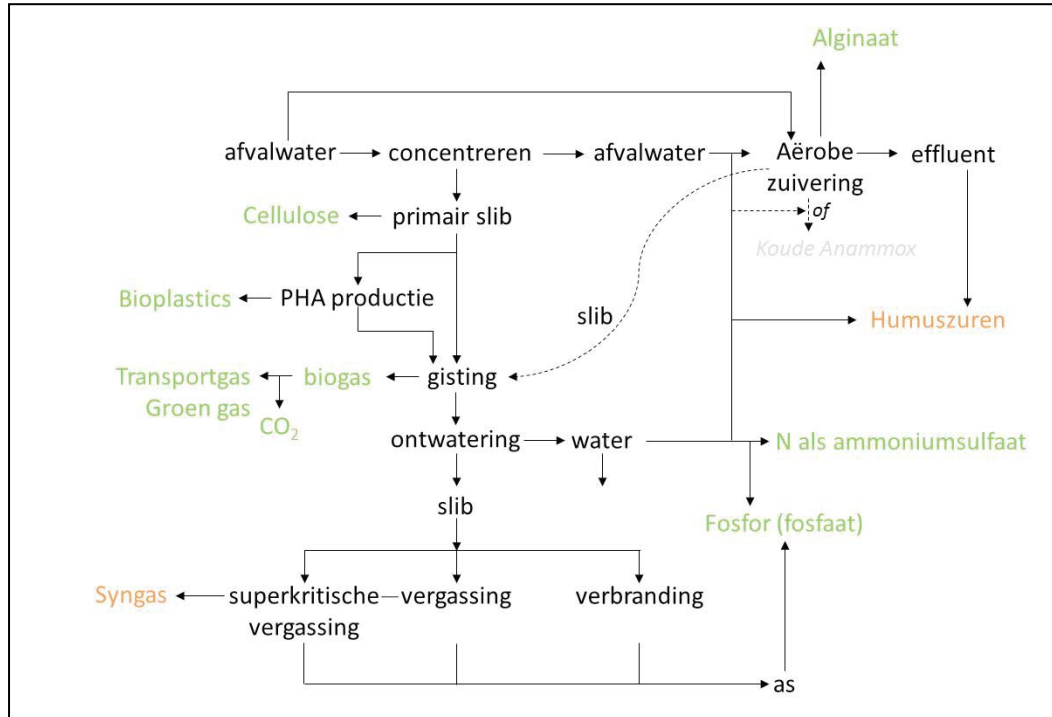 Alginaat
afvalwater
concentreren
afvalwater
Aërobe
zuivering
effluent
of
Koude Anammox
Cellulose
primair slib
Bioplastics
PHA productie
slib
Humuszuren
Transportgas
Groen gas
biogas
gisting
CO₂
ontwatering
water
N als ammoniumsulfaat
slib
Fosfor (fosfaat)
Syngas
superkritische
vergassing
vergassing
verbranding
as